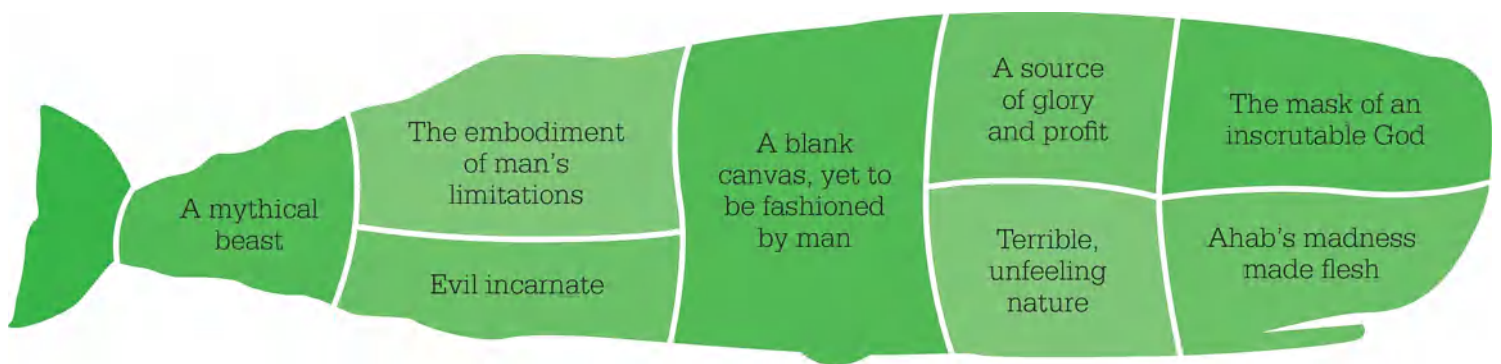 A mythical
beast
The embodiment
of man's
limitations
Evil incarnate
A blank
canvas, yet to
be fashioned
by man
A source
of glory
and profit
Terrible,
unfeeling
nature
The mask of an
inscrutable God
Ahab's madness
made flesh